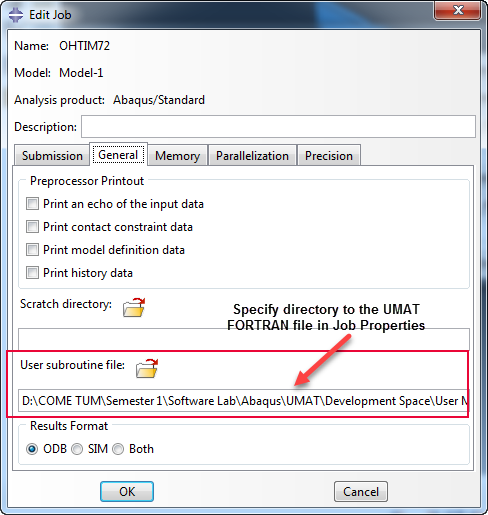 Edit Job
Name: OHTIM72
Model: Model-1
Analysis product: Abaqus/Standard
Description:
Submission General Memory Parallelization Precision
Preprocessor Printout
Print an echo of the input data
Print contact constraint data
Print model definition data
Print history data
Scratch directory:
Specify directory to the UMAT
FORTRAN file in Job Properties
User subroutine file:
D:\COME TUM\Semester 1\Software Lab\Abaqus\UMAT\Development Space\User M
Results Format
ODB SIM Both
OK Cancel